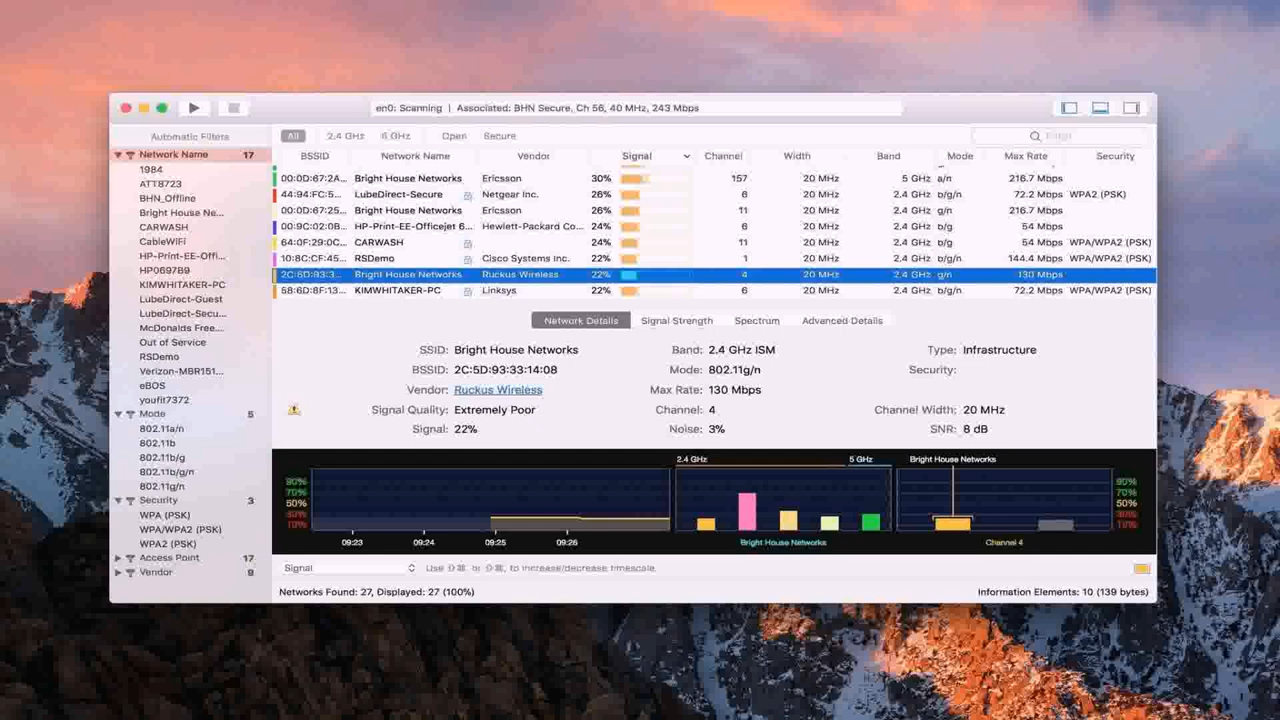 en0: Scanning | Associated: BHN Secure, Ch 56, 40 MHz, 243 Mbps
Automatic Filters
All 2.4 GHz Open Secure
Network Name 17
1984
ATT8723
BHN_Offline
Bright House Ne...
CARWASH
CableWiFi
HP-Print-EE-Offi...
HP0697B9
KIMWHITAKER-PC
LubeDirect-Guest
LubeDirect-Secu...
McDonalds Free...
Out of Service
RSDemo
Verizon-MBR151...
eBOS
youfit7372
Mode 5
802.11a/n
802.11b
802.11b/g
802.11b/g/n
802.11g/n
Security 3
WPA (PSK)
WPA/WPA2 (PSK)
WPA2 (PSK)
Access Point 17
Vendor 9
BSSID Network Name Vendor Signal Channel Width Band Mode Max Rate Security
00:0D:67:2A... Bright House Networks Ericsson 30% 157 20 MHz 5 GHz a/n 216.7 Mbps
44:94:FC:5... LubeDirect-Secure Netgear Inc. 26% 6 20 MHz 2.4 GHz b/g/n 72.2 Mbps WPA2 (PSK)
00:0D:67:25... Bright House Networks Ericsson 26% 11 20 MHz 2.4 GHz b/g/n 216.7 Mbps
00:9C:02:0B... HP-Print-EE-Officejet 6... Hewlett-Packard Co... 24% 6 20 MHz 2.4 GHz b/g 54 Mbps
64:0F:29:0C... CARWASH 24% 11 20 MHz 2.4 GHz b/g 54 Mbps WPA/WPA2 (PSK)
10:8C:CF:45... RSDemo Cisco Systems Inc. 22% 1 20 MHz 2.4 GHz b/g/n 144.4 Mbps WPA/WPA2 (PSK)
2C:5D:93:3... Bright House Networks Ruckus Wireless 22% 4 20 MHz 2.4 GHz g/n 130 Mbps
58:6D:8F:13... KIMWHITAKER-PC Linksys 22% 6 20 MHz 2.4 GHz b/g/n 72.2 Mbps WPA/WPA2 (PSK)
Network Details Signal Strength Spectrum Advanced Details
SSID: Bright House Networks Band: 2.4 GHz ISM Type: Infrastructure
BSSID: 2C:5D:93:33:14:08 Mode: 802.11g/n Security:
Vendor: Ruckus Wireless Max Rate: 130 Mbps
Signal Quality: Extremely Poor Channel: 4 Channel Width: 20 MHz
Signal: 22% Noise: 3% SNR: 8 dB
2.4 GHz 5 GHz Bright House Networks
90% 90%
70% 70%
50% 50%
30% 30%
10% 10%
09:23 09:24 09:25 09:26 Bright House Networks Channel 4
Signal to increase/decrease timescale.
Networks Found: 27, Displayed: 27 (100%) Information Elements: 10 (139 bytes)